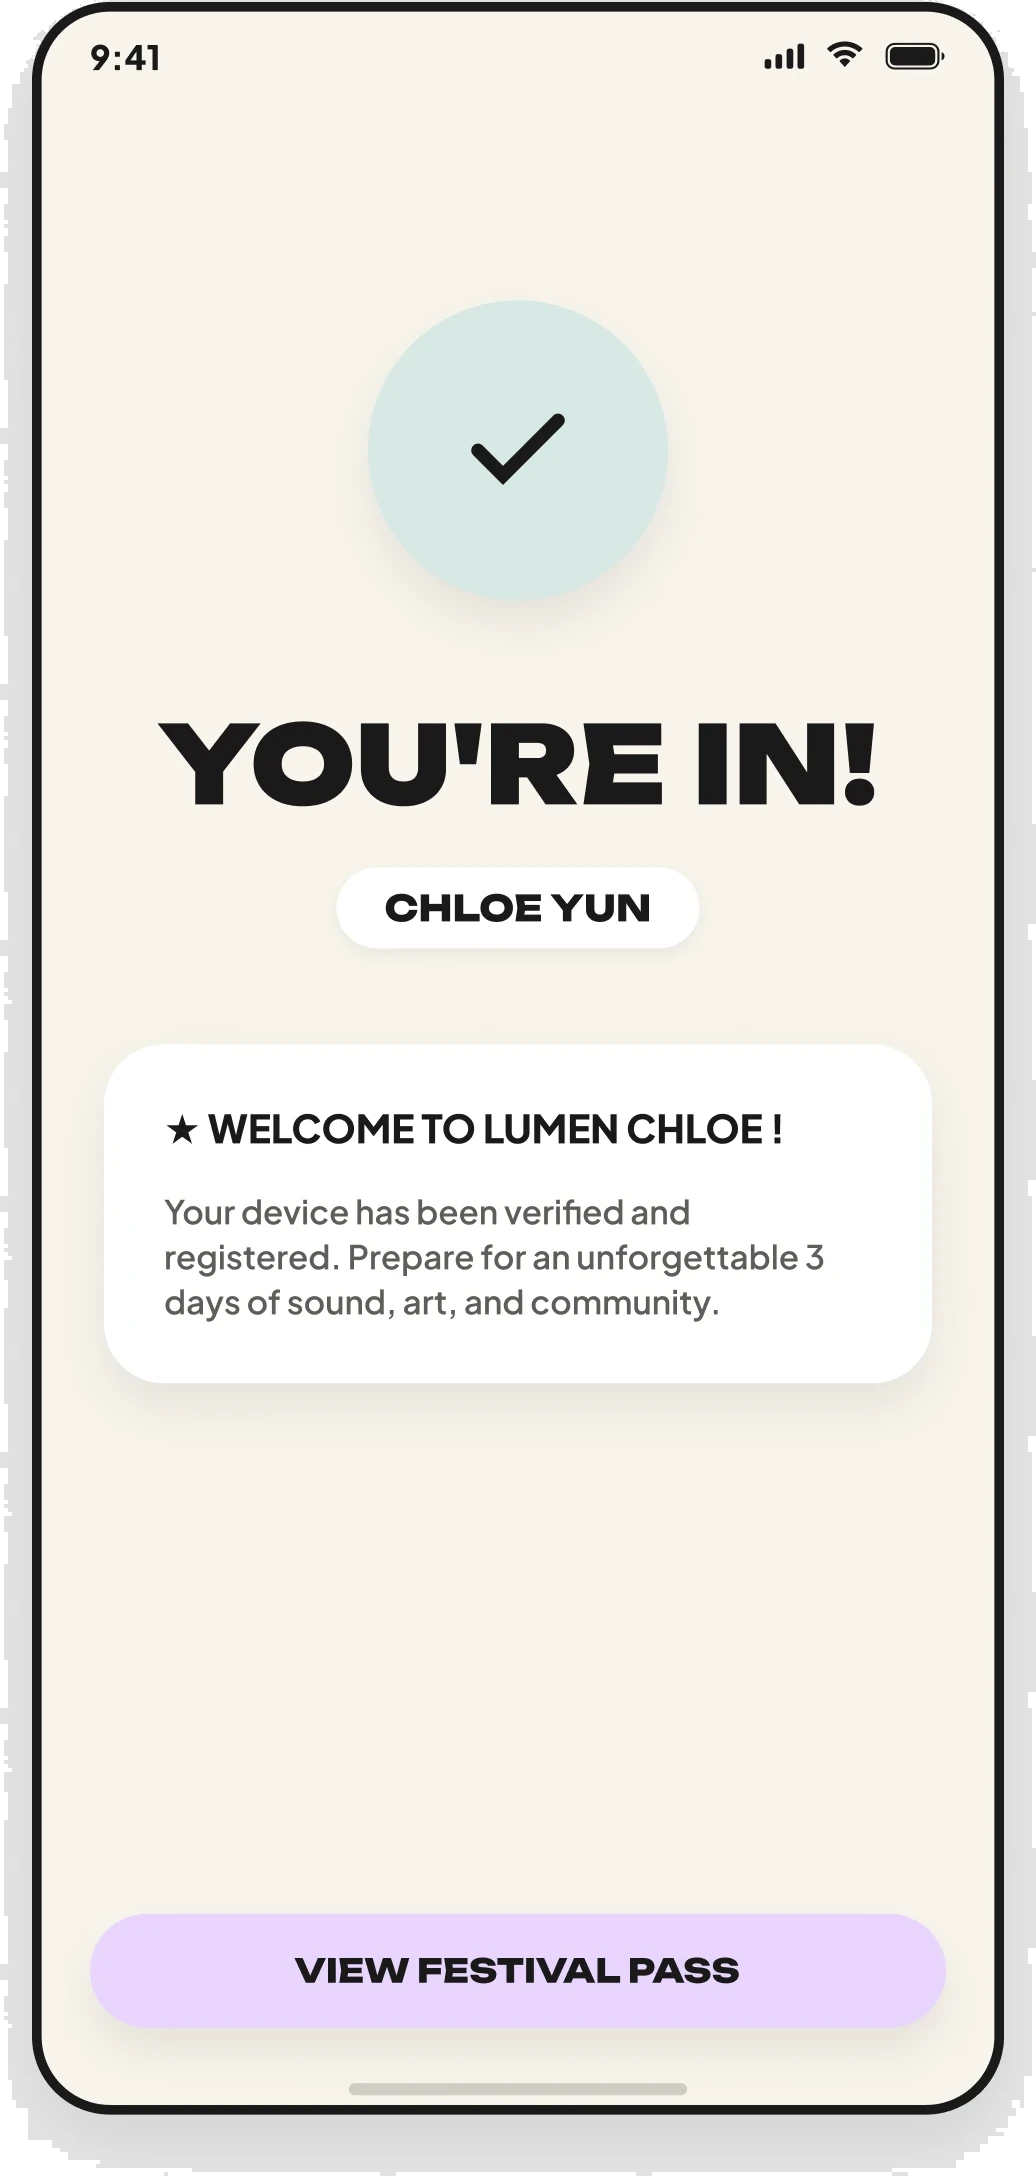 9:41
YOU'RE IN!
CHLOE YUN
★ WELCOME TO LUMEN CHLOE !
Your device has been verified and
registered. Prepare for an unforgettable 3
days of sound, art, and community.
VIEW FESTIVAL PASS